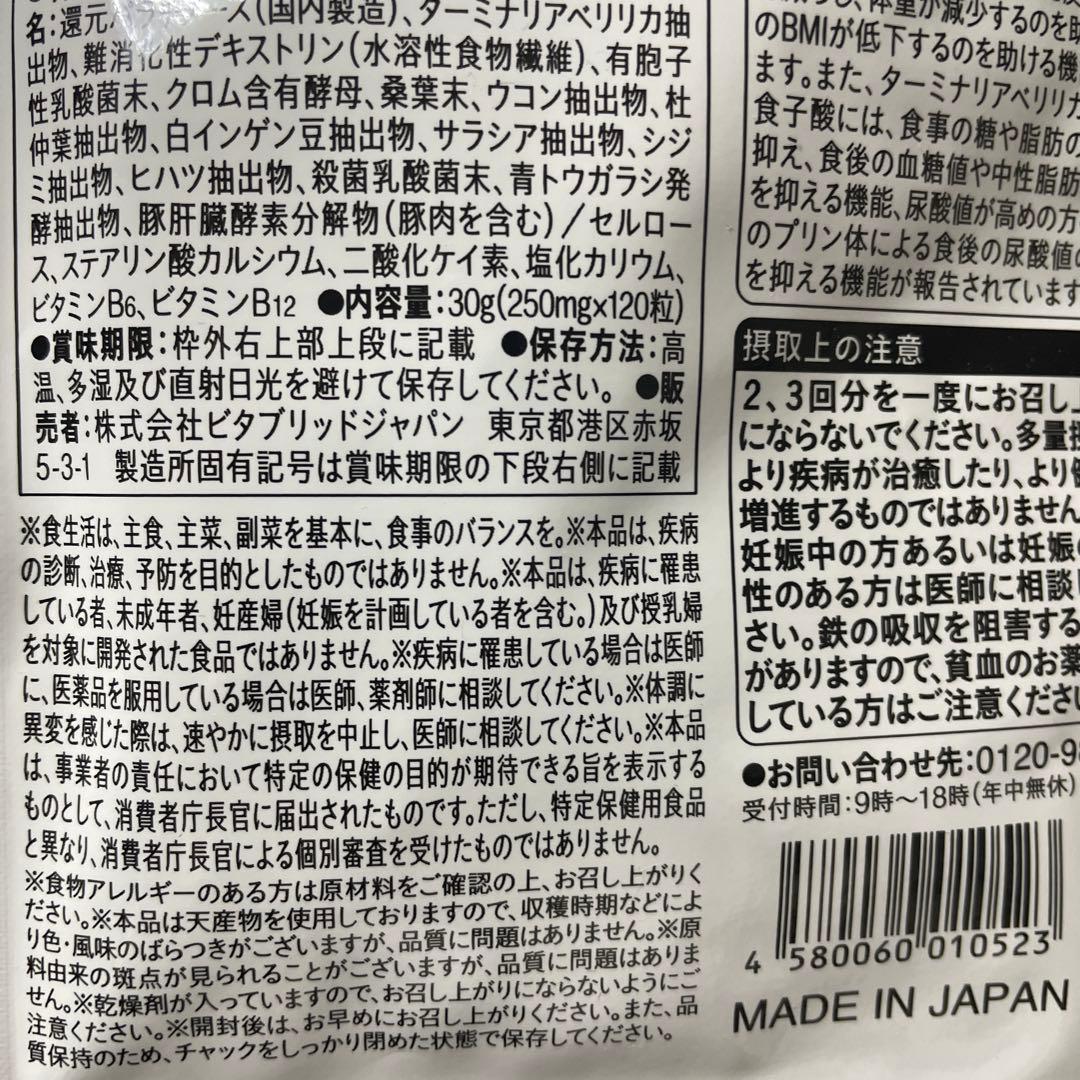 名:還元 (国内製造)、ターミナリアベリリカ抽
出物、難消化性デキストリン(水溶性食物繊維)、有胞子
性乳酸菌末、クロム含有酵母、桑葉末、ウコン抽出物、杜
仲葉抽出物、白インゲン豆抽出物、サラシア抽出物、シジ
ミ抽出物、ヒハツ抽出物、殺菌乳酸菌末、青トウガラシ発
酵抽出物、豚肝臓酵素分解物(豚肉を含む)/セルロー
ス、ステアリン酸カルシウム、二酸化ケイ素、塩化カリウム、
ビタミンB6、ビタミンB12 ●内容量:30g(250mg×120粒)
●賞味期限:枠外右上部上段に記載 ●保存方法:高
温、多湿及び直射日光を避けて保存してください。 ●販
売者:株式会社ビタブリッドジャパン 東京都港区赤坂
5-3-1 製造所固有記号は賞味期限の下段右側に記載
※食生活は、主食、主菜、副菜を基本に、食事のバランスを。※本品は、疾病
の診断、治療、予防を目的としたものではありません。※本品は、疾病に罹患
している者、未成年者、妊産婦(妊娠を計画している者を含む。)及び授乳婦
を対象に開発された食品ではありません。※疾病に罹患している場合は医師
に、医薬品を服用している場合は医師、薬剤師に相談してください。※体調に
異変を感じた際は、速やかに摂取を中止し、医師に相談してください。※本品
は、事業者の責任において特定の保健の目的が期待できる旨を表示する
ものとして、消費者庁長官に届出されたものです。ただし、特定保健用食品
と異なり、消費者庁長官による個別審査を受けたものではありません。
※食物アレルギーのある方は原材料をご確認の上、お召し上がりく
ださい。※本品は天産物を使用しておりますので、収穫時期などによ
り色・風味のばらつきがございますが、品質に問題はありません。※原
料由来の斑点が見られることがございますが、品質に問題はありま
せん。※乾燥剤が入っていますので、お召し上がりにならないようにご
注意ください。※開封後は、お早めにお召し上がりください。また、品
質保持のため、チャックをしっかり閉めた状態で保存してください。
体重が減少するのを助
のBMIが低下するのを助ける機
ます。また、ターミナリアベリリカ
食子酸には、食事の糖や脂肪の
抑え、食後の血糖値や中性脂肪
を抑える機能、尿酸値が高めの方
のプリン体による食後の尿酸値の
を抑える機能が報告されています
摂取上の注意
2、3回分を一度にお召し上
にならないでください。多量摂
より疾病が治癒したり、より健
増進するものではありません
妊娠中の方あるいは妊娠の
性のある方は医師に相談し
さい。鉄の吸収を阻害する
がありますので、貧血のお薬
している方はご注意ください
●お問い合わせ先:0120-9
受付時間:9時〜18時(年中無休)
4 580060 010523
MADE IN JAPAN